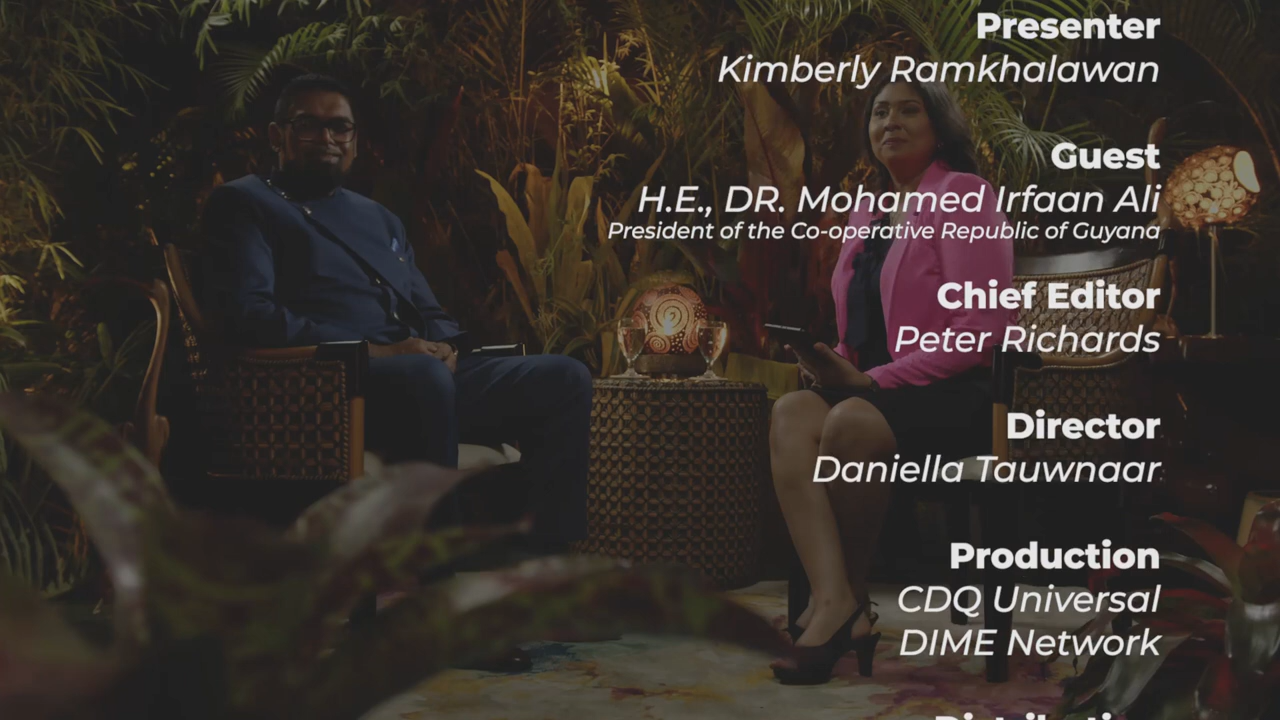 Presenter
Kimberly Ramkhalawan
Guest
H.E., DR. Mohamed Irfaan Ali
President of the Co-operative Republic of Guyana
Chief Editor
Peter Richards
Director
Daniella Tauwnaar
Production
CDQ Universal
DIME Network